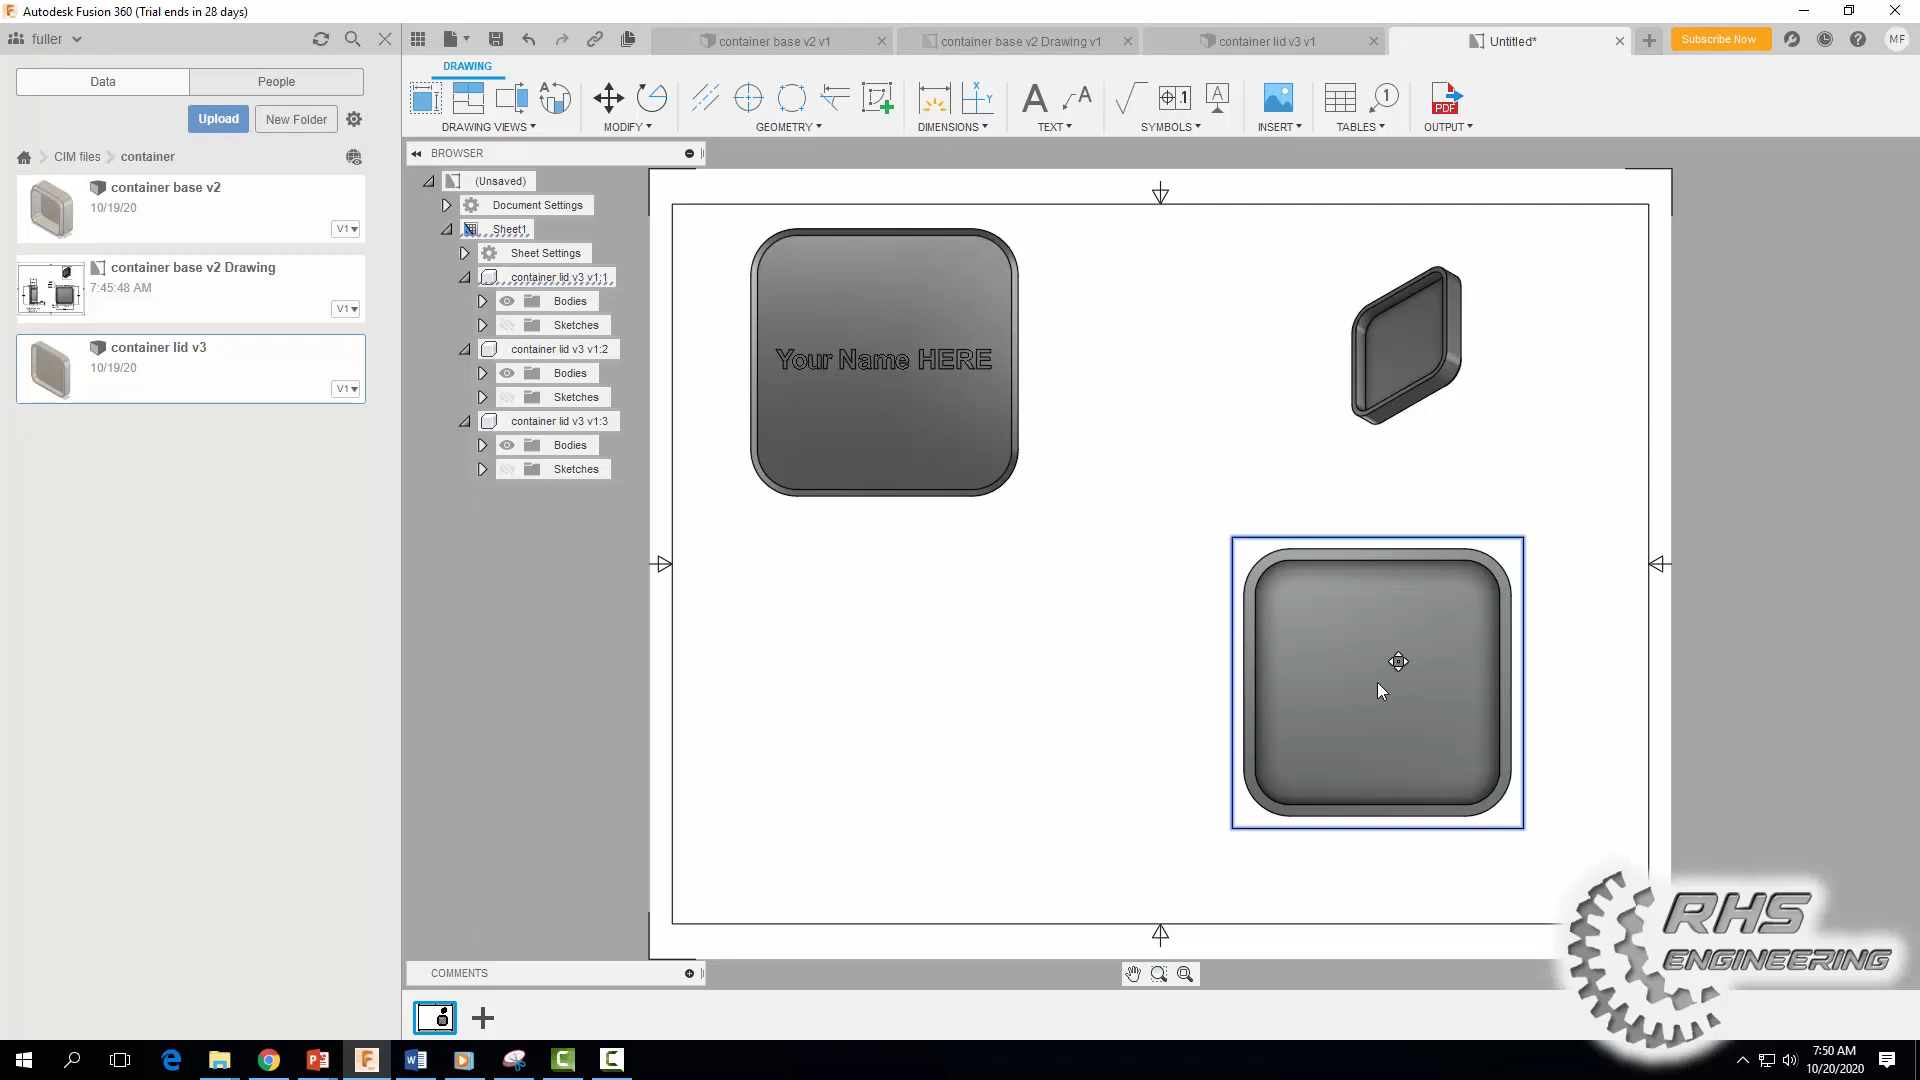 Autodesk Fusion 360 (Trial ends in 28 days)
fuller
container base v2 v1
container base v2 Drawing v1
container lid v3 v1
Untitled*
Subscribe Now
MF
Data
People
DRAWING
Upload
New Folder
DRAWING VIEWS
MODIFY
GEOMETRY
DIMENSIONS
TEXT
SYMBOLS
INSERT
TABLES
OUTPUT
PDF
CIM files
container
BROWSER
container base v2
10/19/20
V1
container base v2 Drawing
7:45:48 AM
V1
container lid v3
10/19/20
V1
(Unsaved)
Document Settings
Sheet1
Sheet Settings
container lid v3 v1:1
Bodies
Sketches
container lid v3 v1:2
Bodies
Sketches
container lid v3 v1:3
Bodies
Sketches
Your Name HERE
COMMENTS
RHS
ENGINEERING
7:50 AM
10/20/2020